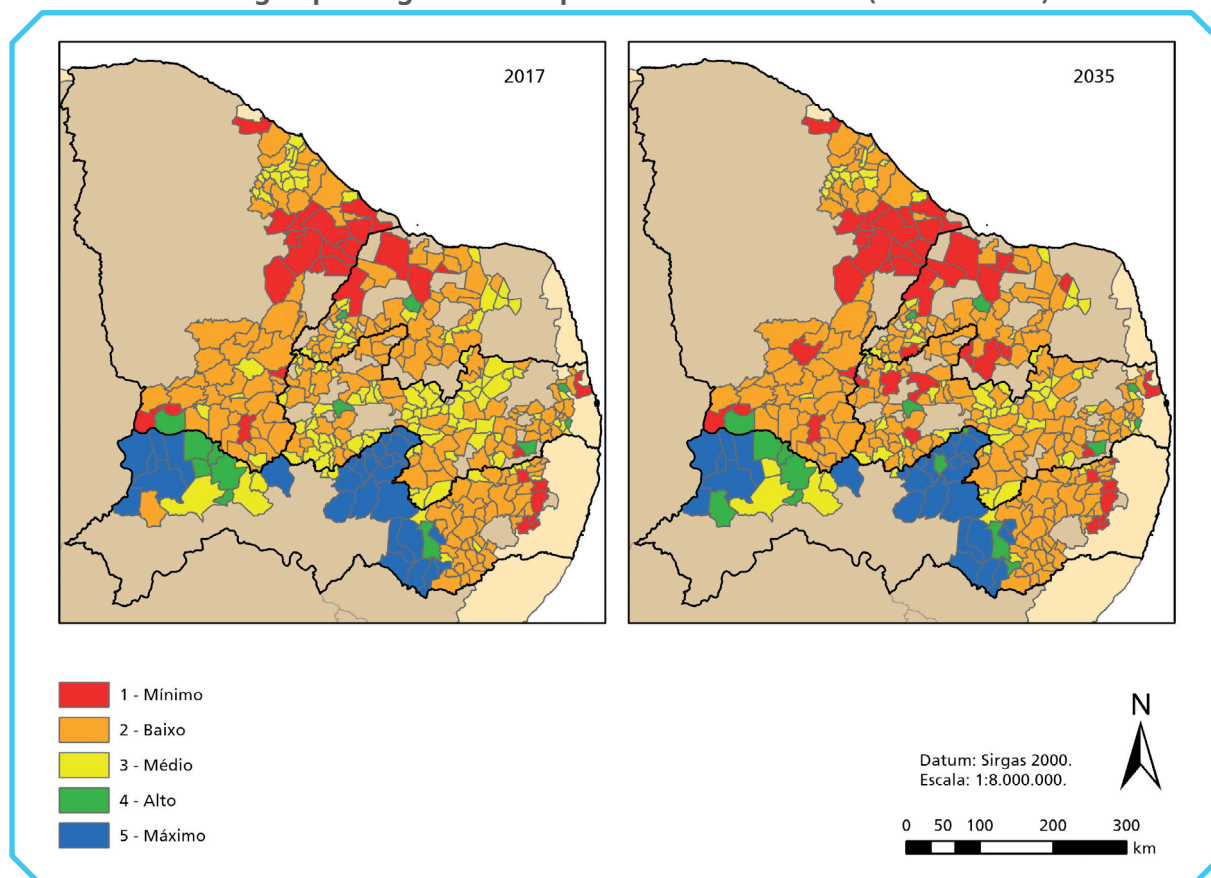 2017
2035
1 - Mínimo
2 - Baixo
3 - Médio
4 - Alto
5 - Máximo
N
Datum: Sirgas 2000.
Escala: 1:8.000.000.
0 50 100 200 300
km